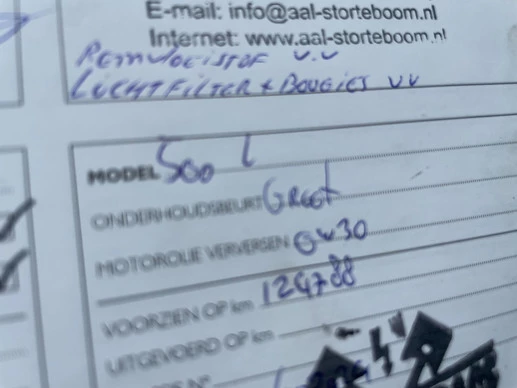 E-mail: info@aal-storteboom.nl
Internet: www.aal-storteboom.nl
REMVLOEISTOF V.V
LUCHTFILTER + BOUGIES VV
MODEL 500 L
ONDERHOUDSBEURT GROOT
MOTOROLIE VERVERSEN 0W30
VOORZIEN OP km 124788
UITGEVOERD OP km